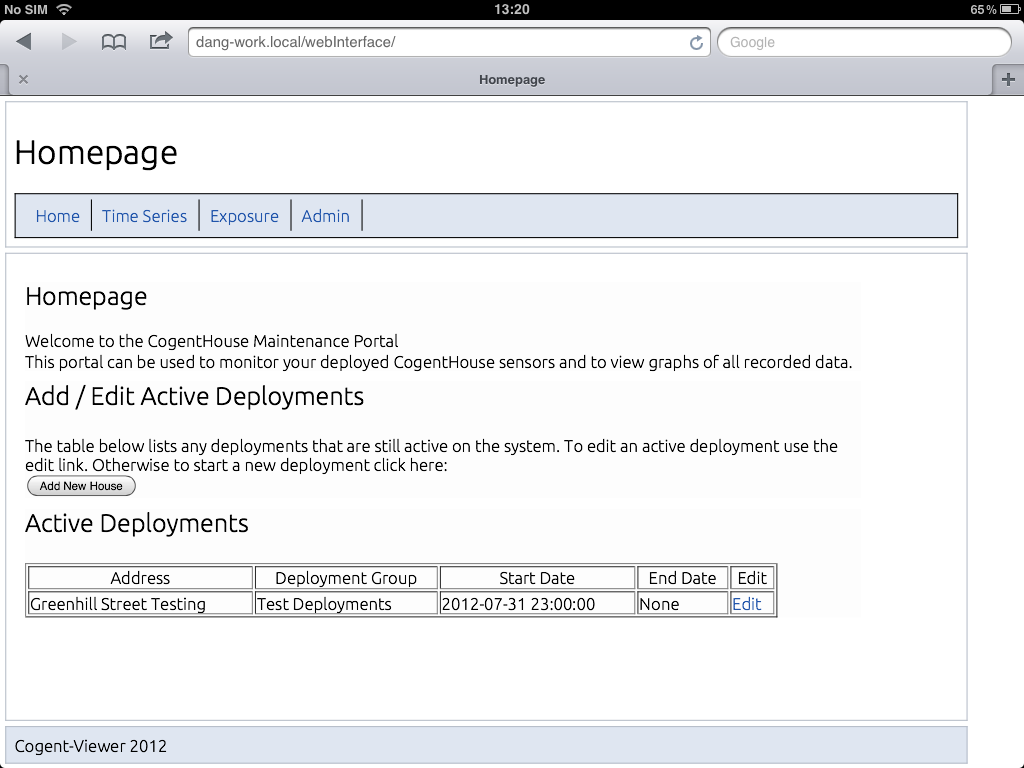 No SIM 13:20 65%
dang-work.local/webInterface/ Google
Homepage
Homepage
Home Time Series Exposure Admin
Homepage
Welcome to the CogentHouse Maintenance Portal
This portal can be used to monitor your deployed CogentHouse sensors and to view graphs of all recorded data.
Add / Edit Active Deployments
The table below lists any deployments that are still active on the system. To edit an active deployment use the
edit link. Otherwise to start a new deployment click here:
Add New House
Active Deployments
Address Deployment Group Start Date End Date Edit
Greenhill Street Testing Test Deployments 2012-07-31 23:00:00 None Edit
Cogent-Viewer 2012